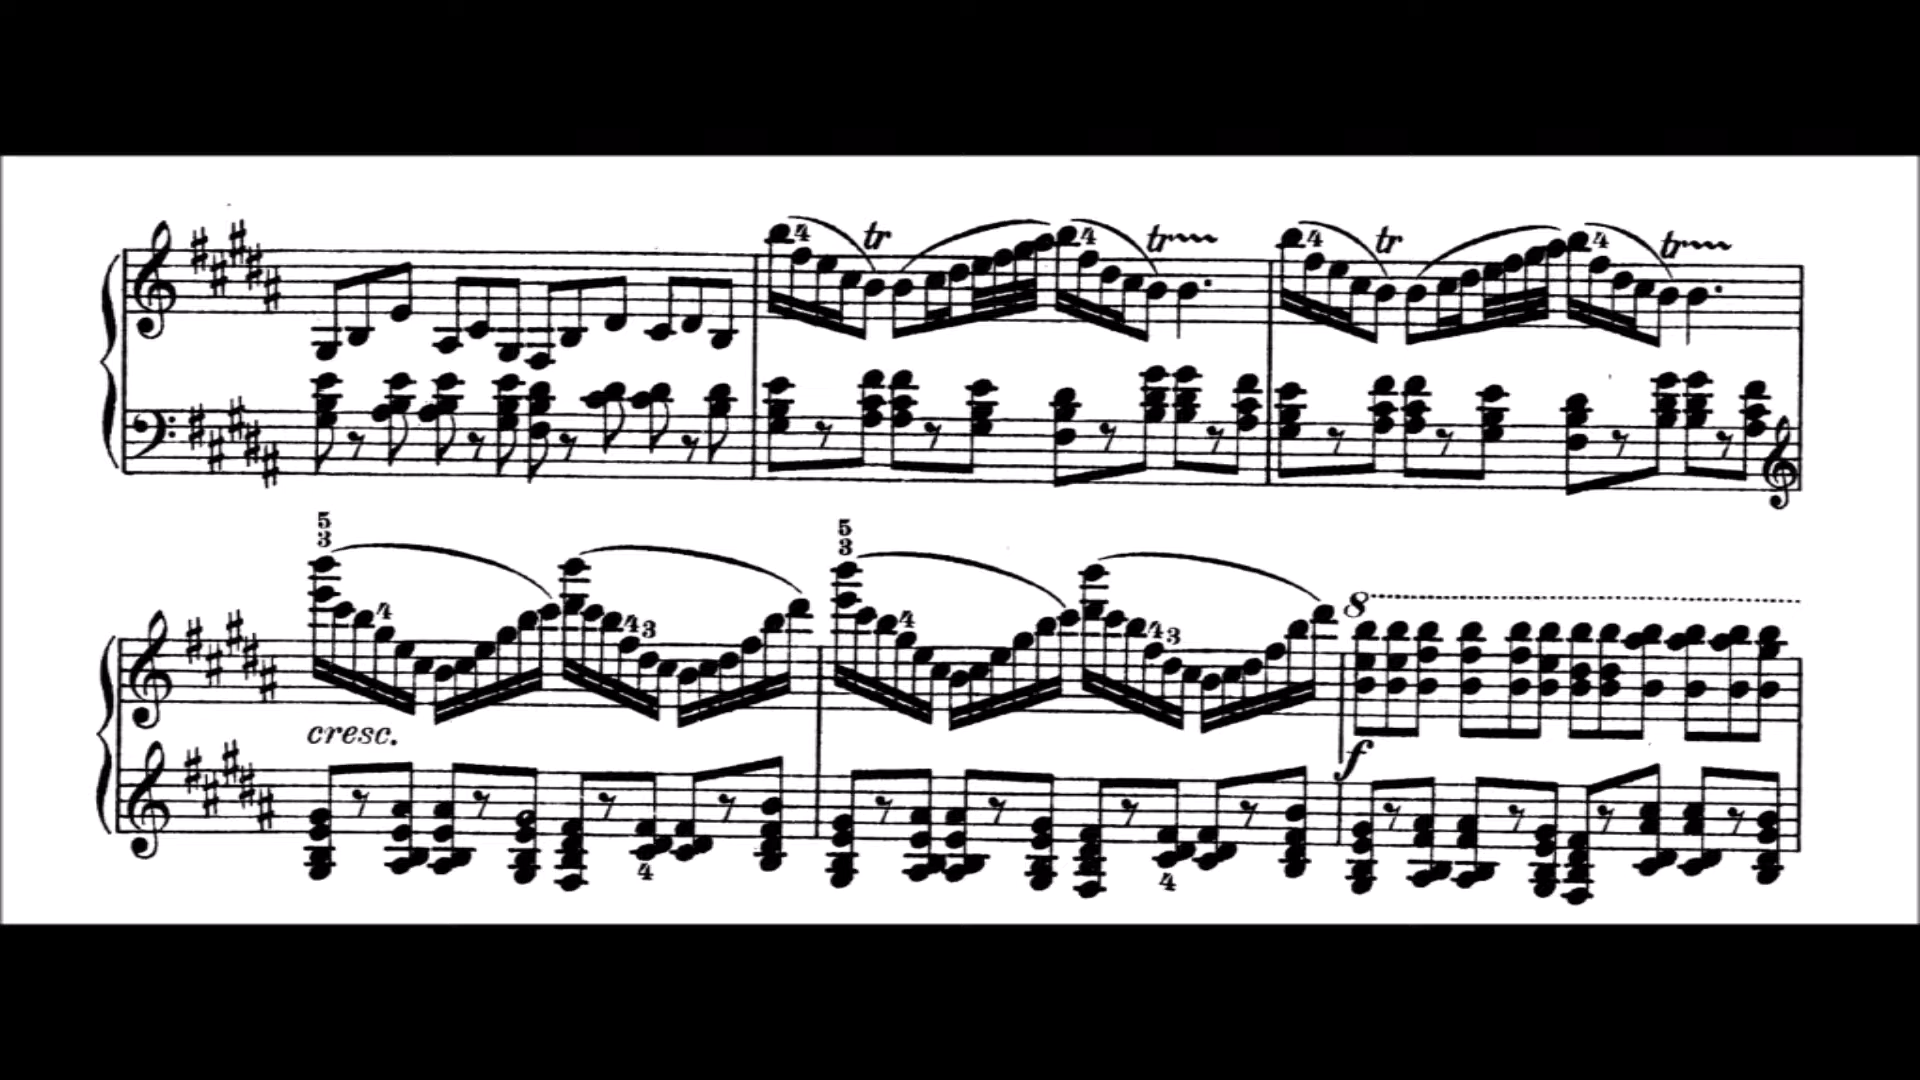 4 tr 4 tr 4 tr 4 tr
5 5
3 3
4 4 3 4 4 3 8
cresc. f
4 4